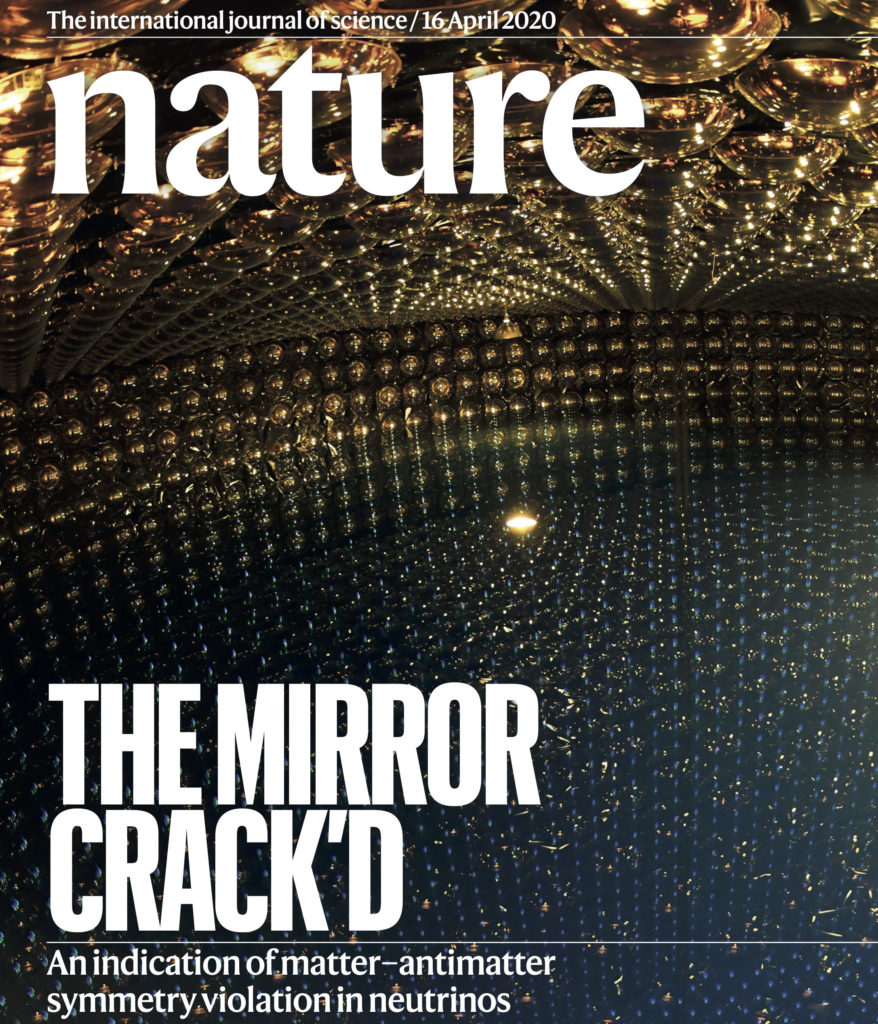 The international journal of science / 16 April 2020
nature
THE MIRROR
CRACK'D
An indication of matter–antimatter
symmetry violation in neutrinos